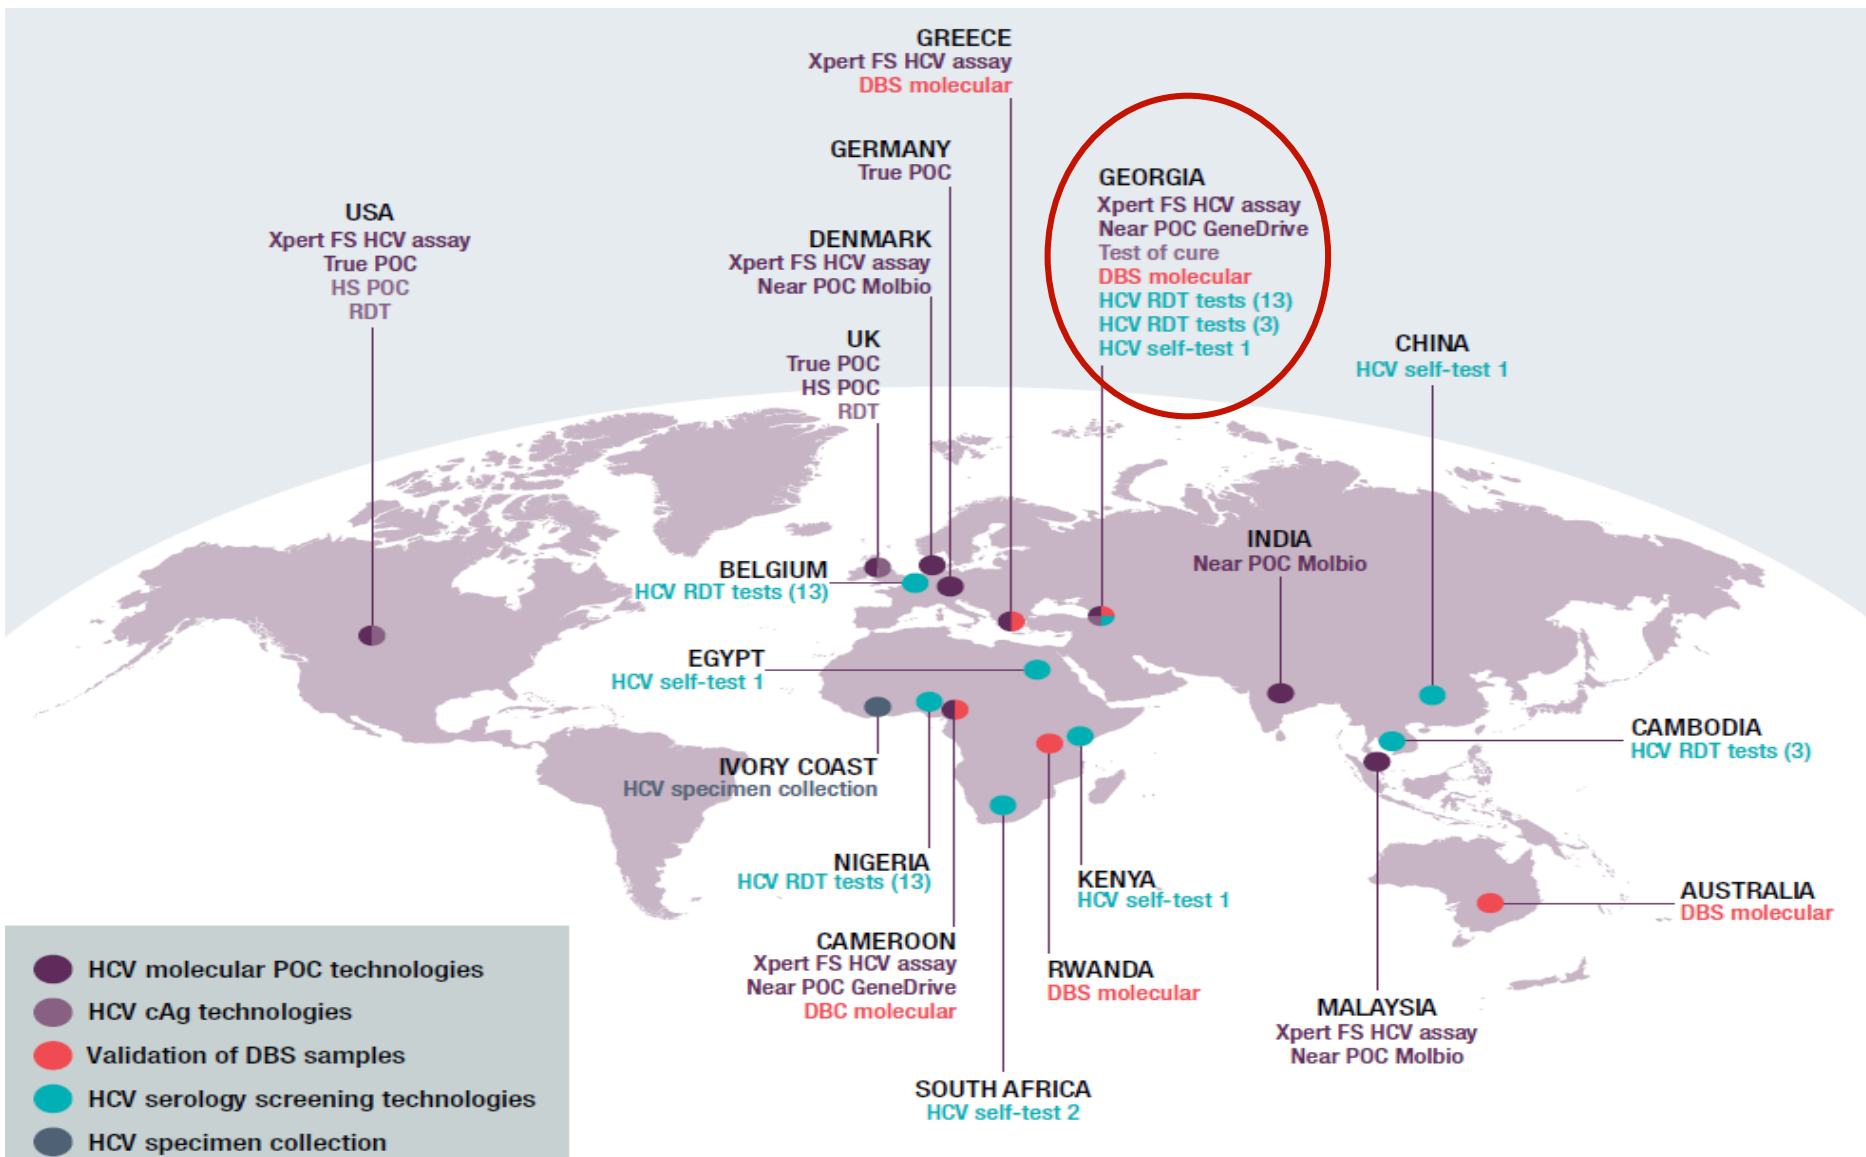 GREECE
Xpert FS HCV assay
DBS molecular
GERMANY
True POC
GEORGIA
Xpert FS HCV assay
Near POC GeneDrive
Test of cure
DBS molecular
HCV RDT tests (13)
HCV RDT tests (3)
HCV self-test 1
USA
Xpert FS HCV assay
True POC
HS POC
RDT
DENMARK
Xpert FS HCV assay
Near POC Molbio
UK
True POC
HS POC
RDT
CHINA
HCV self-test 1
INDIA
Near POC Molbio
BELGIUM
HCV RDT tests (13)
EGYPT
HCV self-test 1
CAMBODIA
HCV RDT tests (3)
IVORY COAST
HCV specimen collection
NIGERIA
HCV RDT tests (13)
KENYA
HCV self-test 1
AUSTRALIA
DBS molecular
CAMEROON
Xpert FS HCV assay
Near POC GeneDrive
DBC molecular
RWANDA
DBS molecular
MALAYSIA
Xpert FS HCV assay
Near POC Molbio
SOUTH AFRICA
HCV self-test 2
HCV molecular POC technologies
HCV cAg technologies
Validation of DBS samples
HCV serology screening technologies
HCV specimen collection